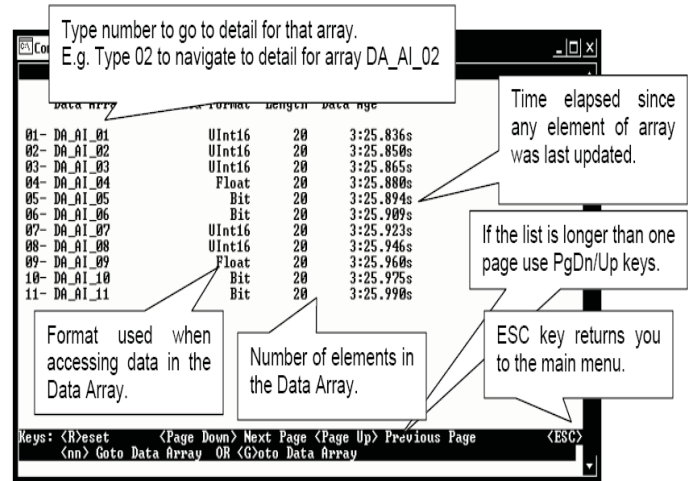 Type number to go to detail for that array.
E.g. Type 02 to navigate to detail for array DA_AI_02
Length Data Age
01- DA_AI_01 UInt16 20 3:25.836s
02- DA_AI_02 UInt16 20 3:25.850s
03- DA_AI_03 UInt16 20 3:25.865s
04- DA_AI_04 Float 20 3:25.880s
05- DA_AI_05 Bit 20 3:25.894s
06- DA_AI_06 Bit 20 3:25.909s
07- DA_AI_07 UInt16 20 3:25.923s
08- DA_AI_08 UInt16 20 3:25.946s
09- DA_AI_09 Float 20 3:25.960s
10- DA_AI_10 Bit 20 3:25.975s
11- DA_AI_11 Bit 20 3:25.990s
Time elapsed since
any element of array
was last updated.
If the list is longer than one
page use PgDn/Up keys.
Format used when
accessing data in the
Data Array.
Number of elements in
the Data Array.
ESC key returns you
to the main menu.
Keys: <R>eset <Page Down> Next Page <Page Up> Previous Page <ESC>
<nn> Goto Data Array OR <G>oto Data Array